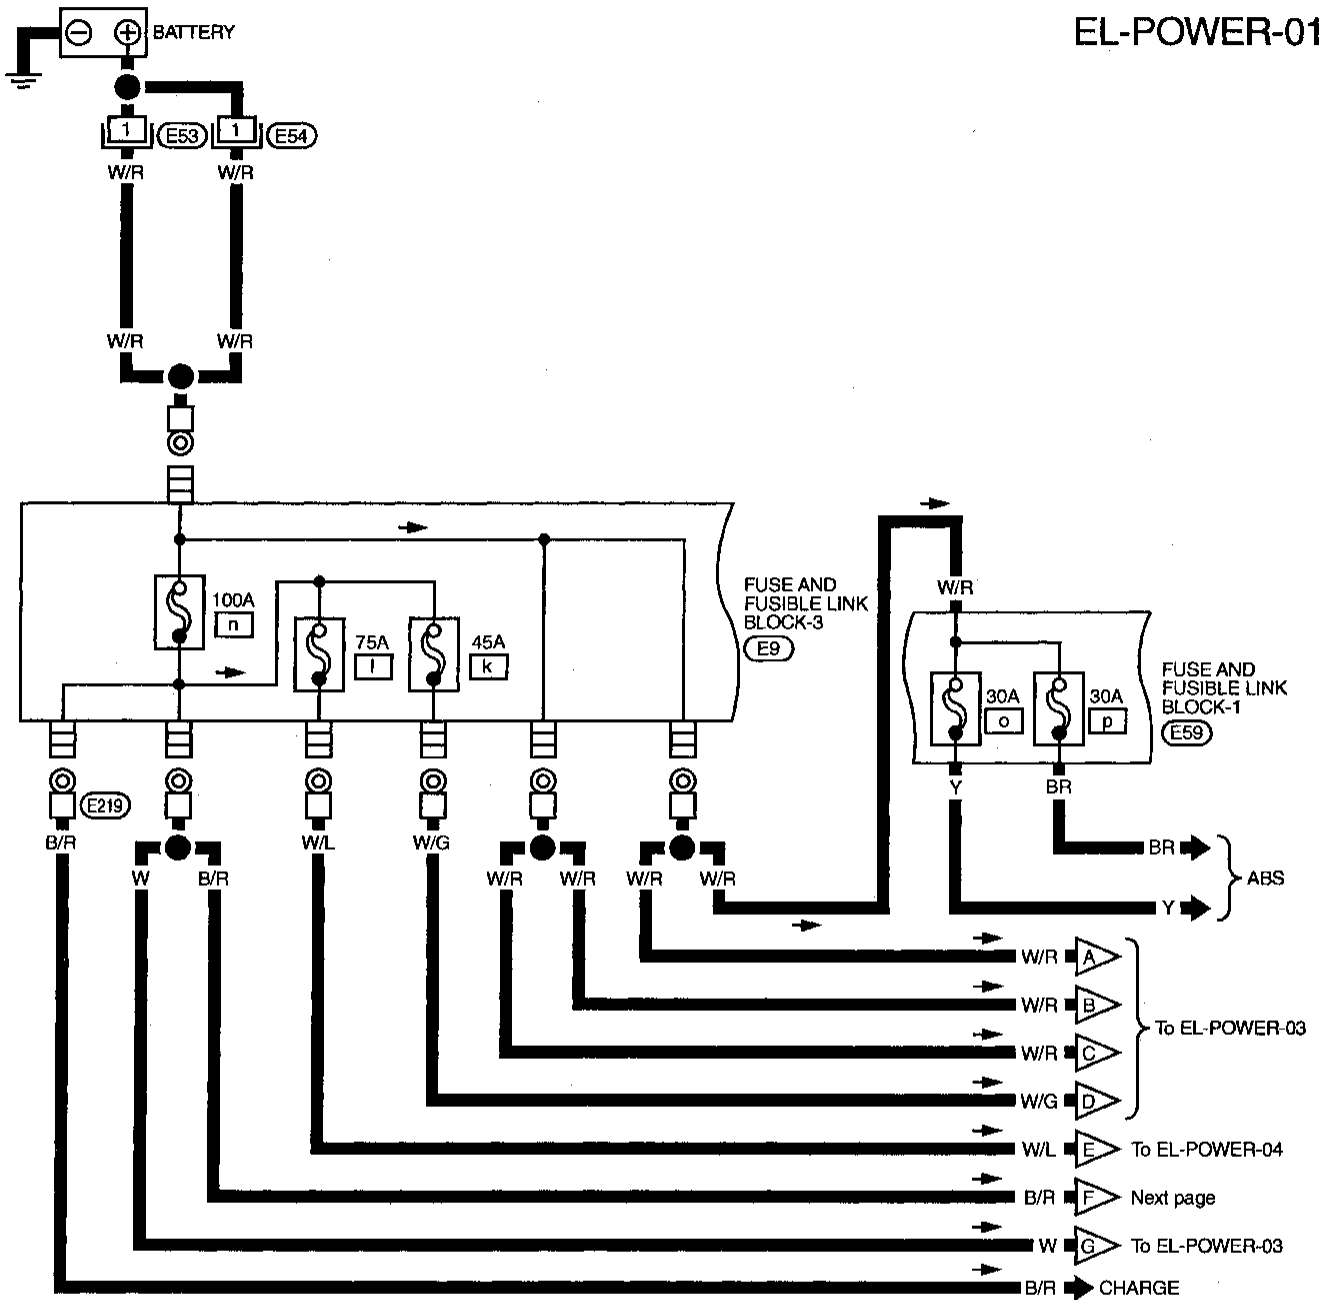 EL-POWER-01
BATTERY
1
E53
1
E54
W/R
W/R
W/R
W/R
100A
n
75A
l
45A
k
FUSE AND
FUSIBLE LINK
BLOCK-3
E9
W/R
30A
o
30A
p
FUSE AND
FUSIBLE LINK
BLOCK-1
E59
Y
BR
E219
B/R
W
B/R
W/L
W/G
W/R
W/R
W/R
W/R
BR
Y
ABS
W/R A
W/R B
W/R C
W/G D
To EL-POWER-03
W/L E To EL-POWER-04
B/R F Next page
W G To EL-POWER-03
B/R CHARGE